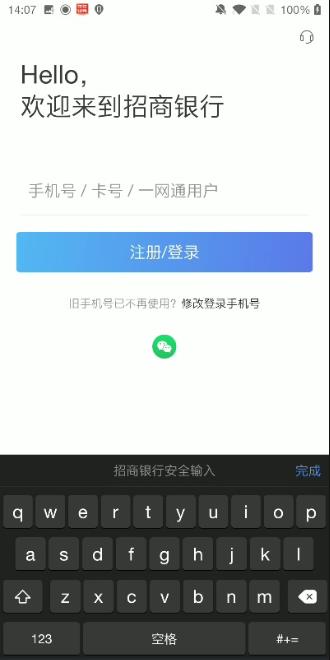 14:07
100%
Hello,
欢迎来到招商银行
手机号 / 卡号 / 一网通用户
注册/登录
旧手机号已不再使用? 修改登录手机号
招商银行安全输入 完成
q w e r t y u i o p
a s d f g h j k l
z x c v b n m
123 空格 #+=